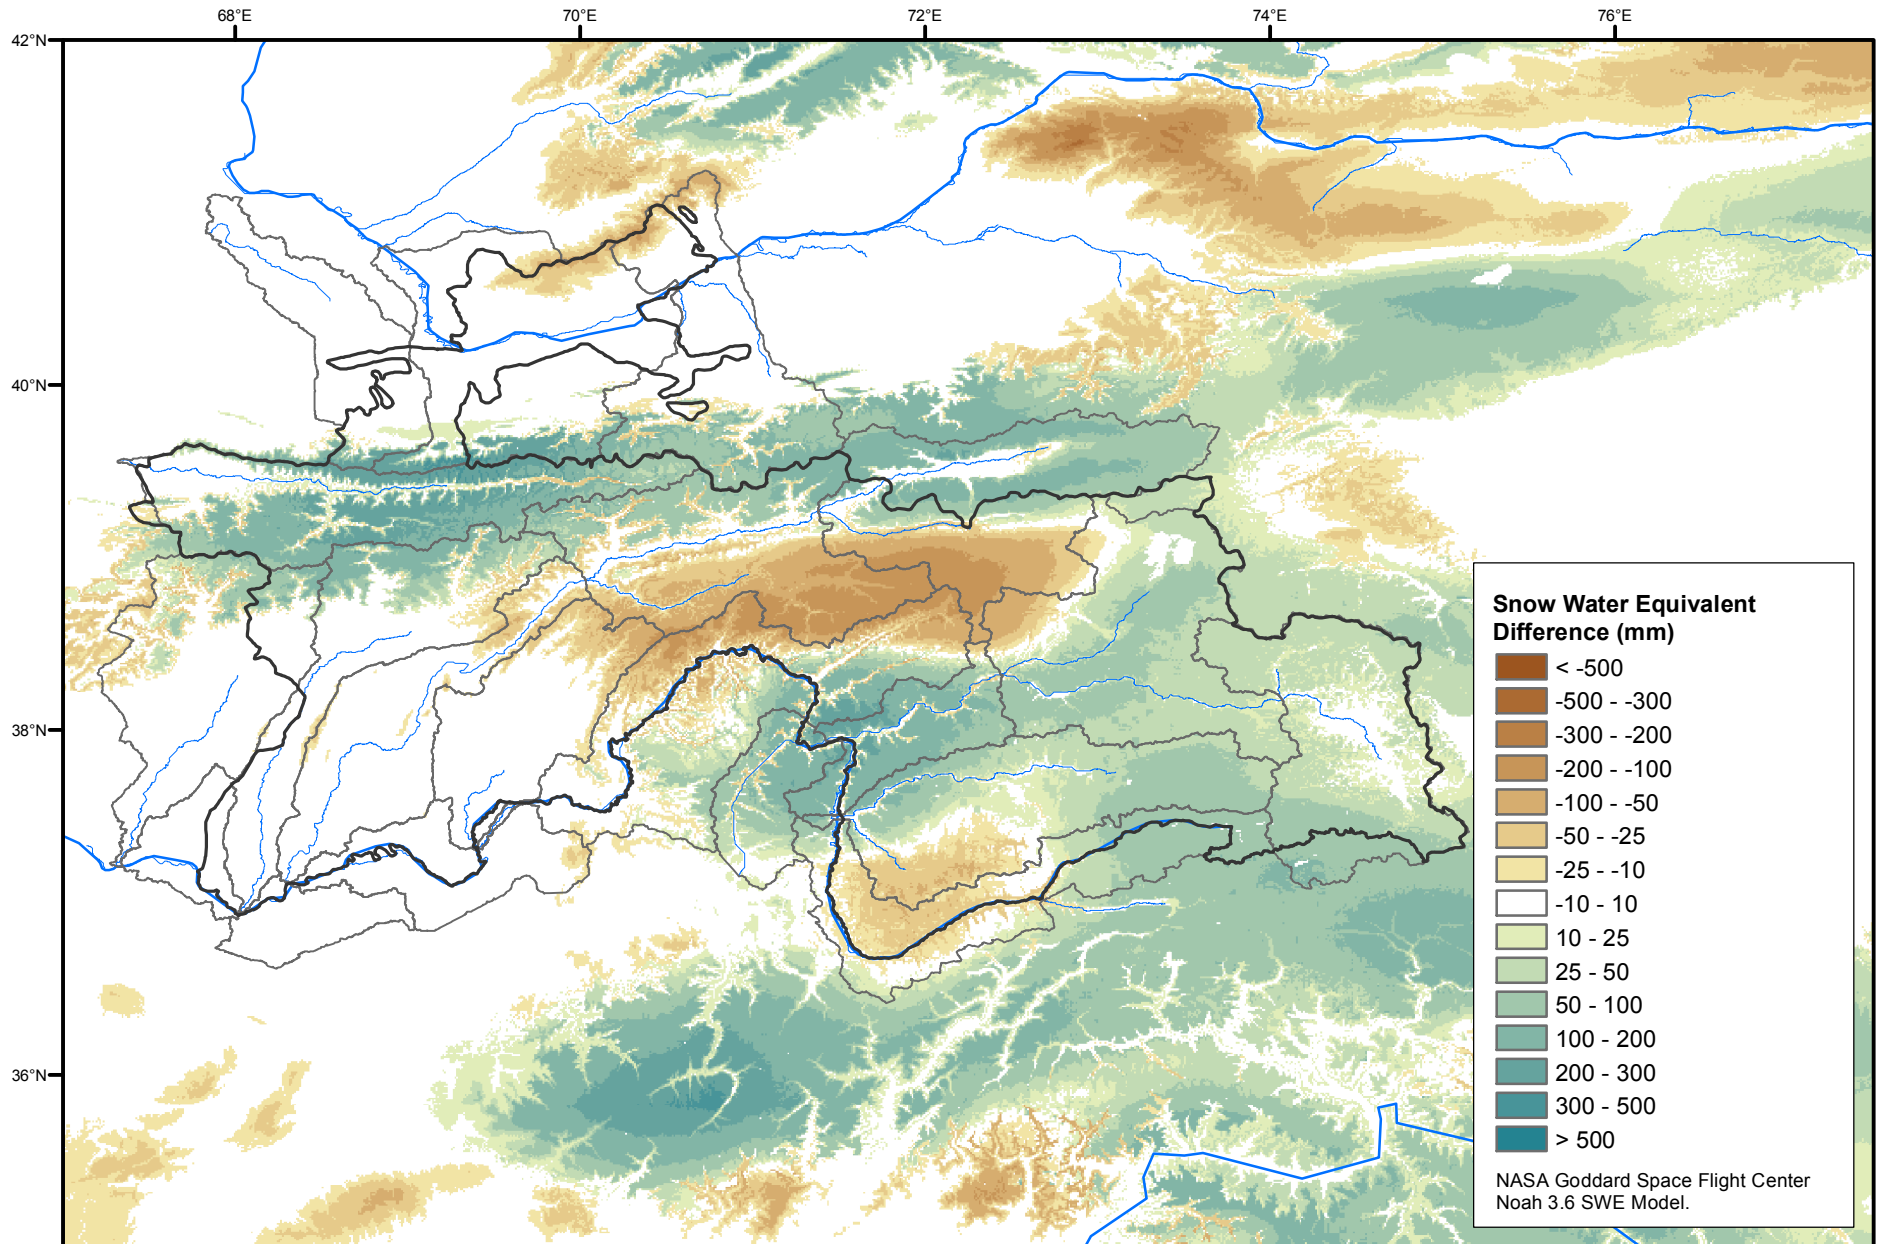 68°E 70°E 72°E 74°E 76°E
42°N
40°N
38°N
36°N
Snow Water Equivalent
Difference (mm)
< -500
-500 - -300
-300 - -200
-200 - -100
-100 - -50
-50 - -25
-25 - -10
-10 - 10
10 - 25
25 - 50
50 - 100
100 - 200
200 - 300
300 - 500
> 500
NASA Goddard Space Flight Center
Noah 3.6 SWE Model.